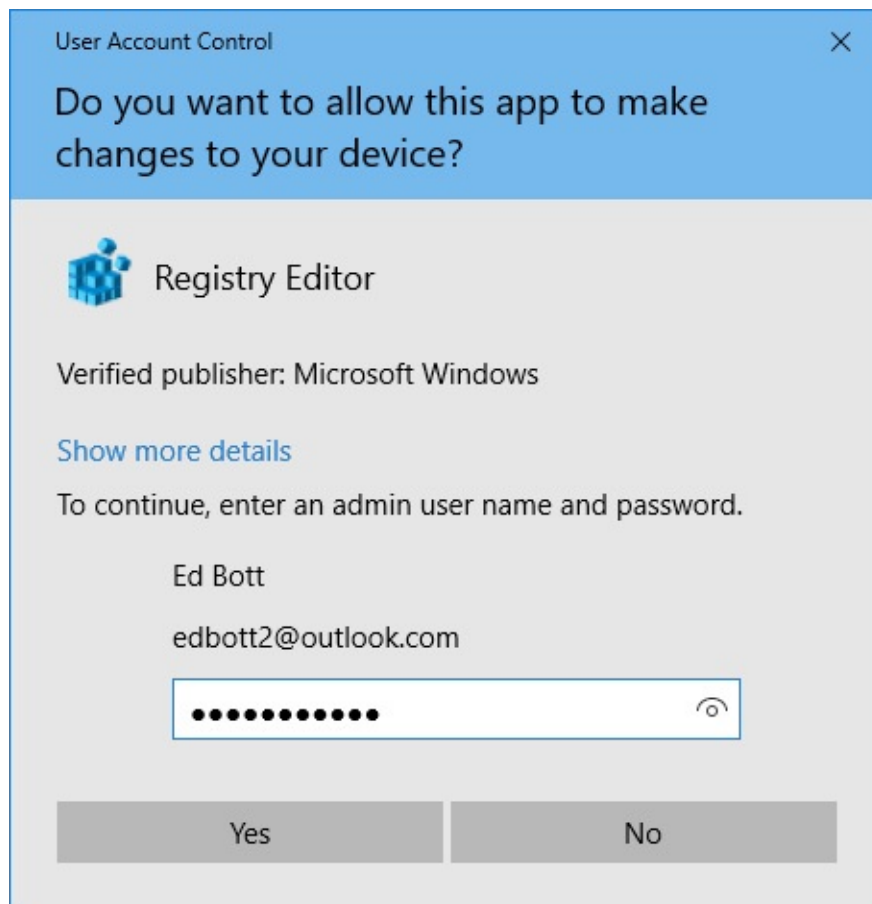 User Account Control
Do you want to allow this app to make
changes to your device?
Registry Editor
Verified publisher: Microsoft Windows
Show more details
To continue, enter an admin user name and password.
Ed Bott
edbott2@outlook.com
●●●●●●●●●●●
Yes
No